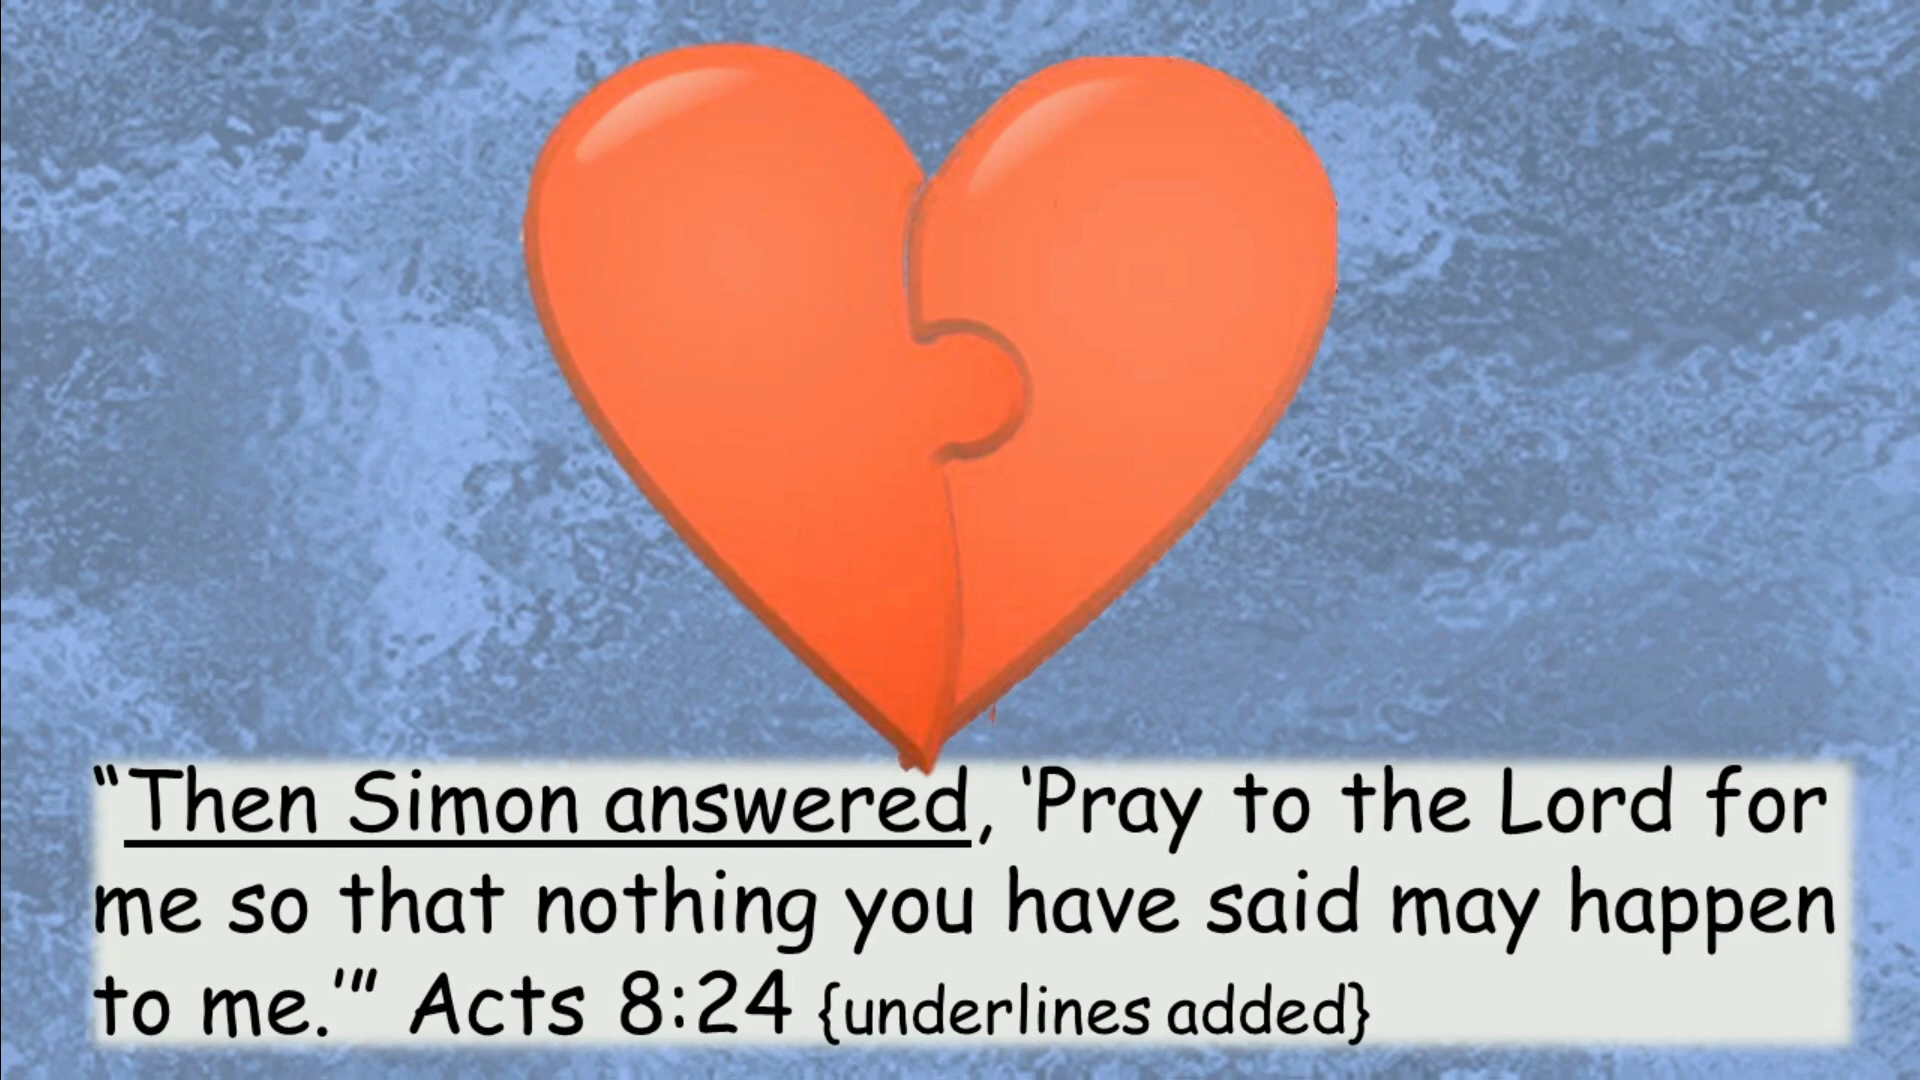 “Then Simon answered, ‘Pray to the Lord for
me so that nothing you have said may happen
to me.’” Acts 8:24 {underlines added}